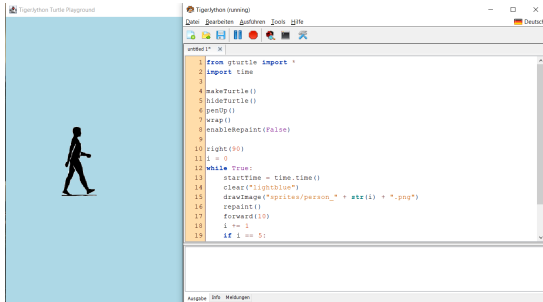 TigerJython Turtle Playground
TigerJython (running)
Datei Bearbeiten Ausführen Tools Hilfe
Deutsch
untitled 1*
1 from gturtle import *
2 import time
3
4 makeTurtle()
5 hideTurtle()
6 penUp()
7 wrap()
8 enableRepaint(False)
9
10 right(90)
11 i = 0
12 while True:
13     startTime = time.time()
14     clear("lightblue")
15     drawImage("sprites/person_" + str(i) + ".png")
16     repaint()
17     forward(10)
18     i += 1
19     if i == 5:
Ausgabe Info Meldungen